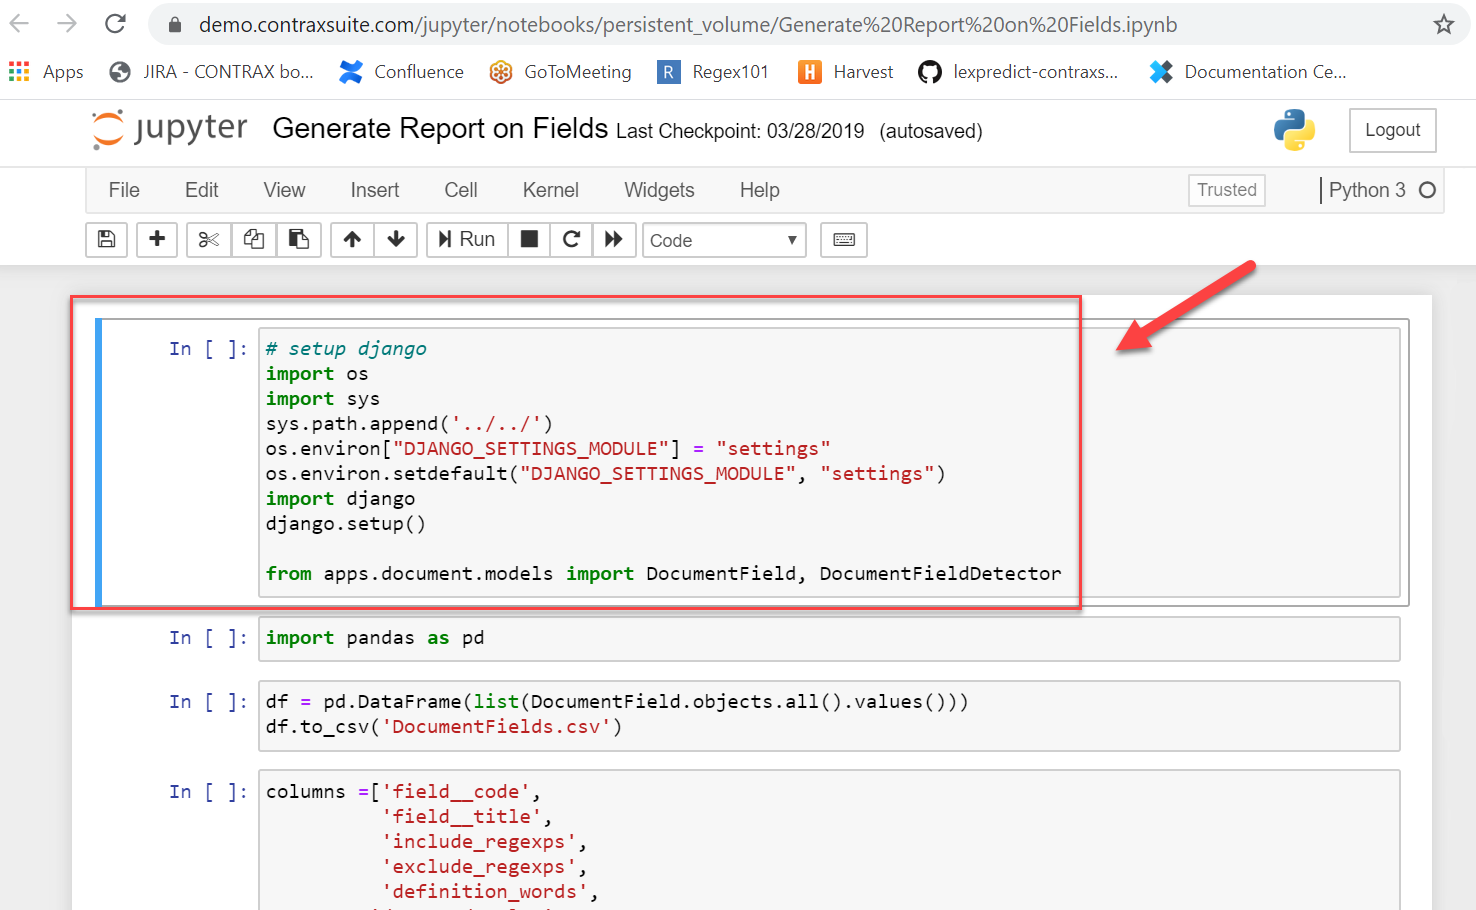 demo.contraxsuite.com/jupyter/notebooks/persistent_volume/Generate%20Report%20on%20Fields.ipynb
Apps JIRA - CONTRAX bo... Confluence GoToMeeting R Regex101 H Harvest lexpredict-contraxs... Documentation Ce...
jupyter Generate Report on Fields Last Checkpoint: 03/28/2019 (autosaved) Logout
File Edit View Insert Cell Kernel Widgets Help Trusted Python 3
Run Code
In [ ]: # setup django
import os
import sys
sys.path.append('../../')
os.environ["DJANGO_SETTINGS_MODULE"] = "settings"
os.environ.setdefault("DJANGO_SETTINGS_MODULE", "settings")
import django
django.setup()
from apps.document.models import DocumentField, DocumentFieldDetector
In [ ]: import pandas as pd
In [ ]: df = pd.DataFrame(list(DocumentField.objects.all().values()))
df.to_csv('DocumentFields.csv')
In [ ]: columns =['field__code',
'field__title',
'include_regexps',
'exclude_regexps',
'definition_words',